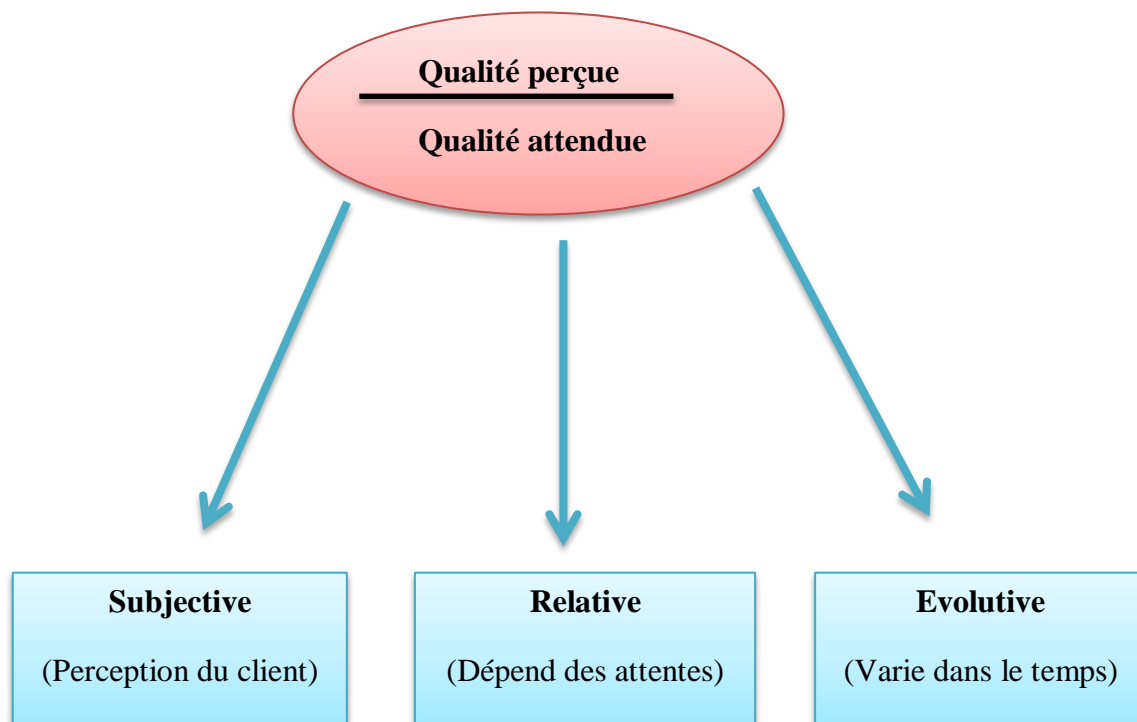 Qualité perçue
Qualité attendue
Subjective
(Perception du client)
Relative
(Dépend des attentes)
Evolutive
(Varie dans le temps)